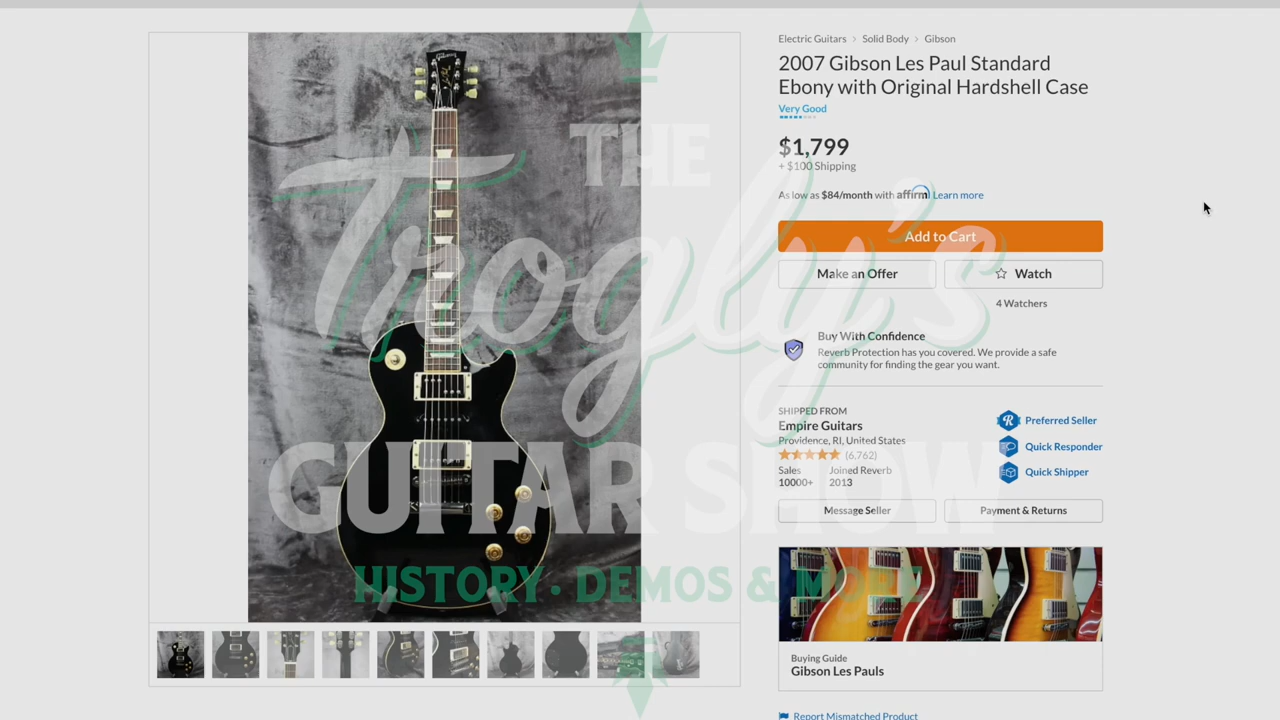 Electric Guitars > Solid Body > Gibson
2007 Gibson Les Paul Standard
Ebony with Original Hardshell Case
Very Good
$1,799
+ $100 Shipping
As low as $84/month with affirm Learn more
Add to Cart
Make an Offer
Watch
4 Watchers
Buy With Confidence
Reverb Protection has you covered. We provide a safe
community for finding the gear you want.
SHIPPED FROM
Empire Guitars
Providence, RI, United States
(6,762)
Sales
10000+
Joined Reverb
2013
Preferred Seller
Quick Responder
Quick Shipper
Message Seller
Payment & Returns
Buying Guide
Gibson Les Pauls
Report Mismatched Product
THE
Trogly's
GUITAR SHOW
HISTORY • DEMOS & MORE